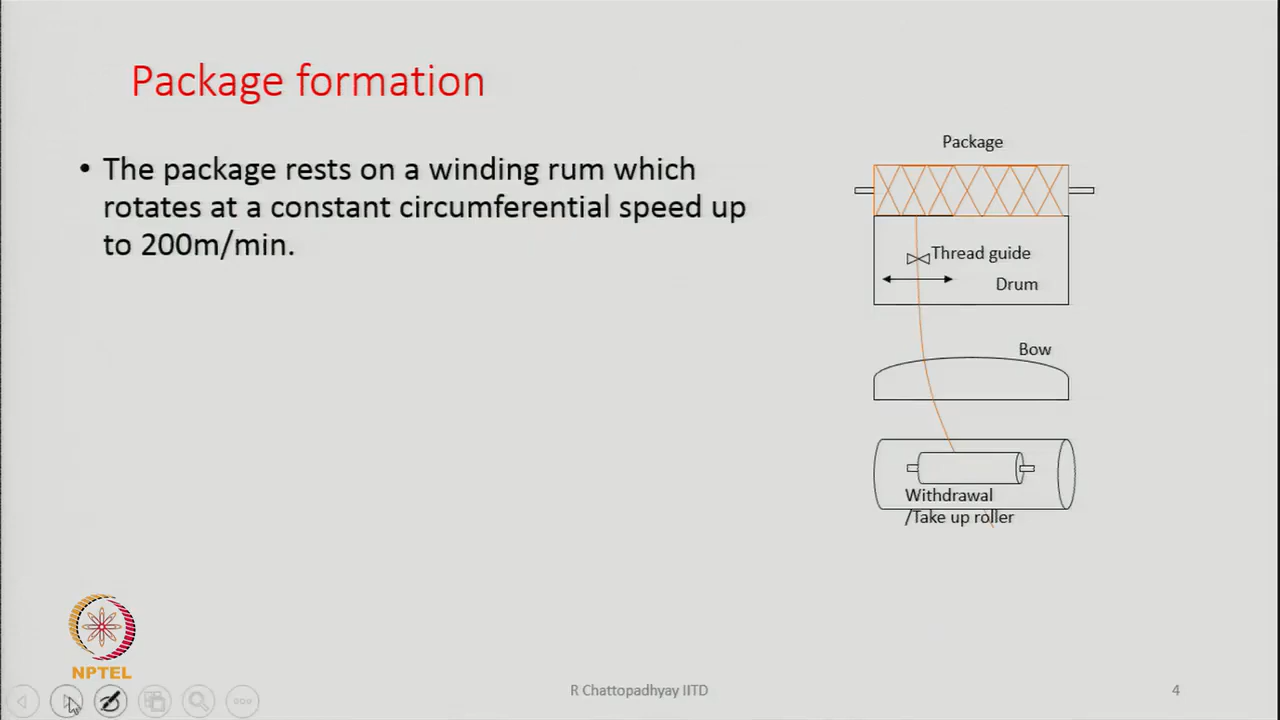 Package formation
• The package rests on a winding rum which
rotates at a constant circumferential speed up
to 200m/min.
Package
Thread guide
Drum
Bow
Withdrawal
/Take up roller
NPTEL
R Chattopadhyay IITD
4